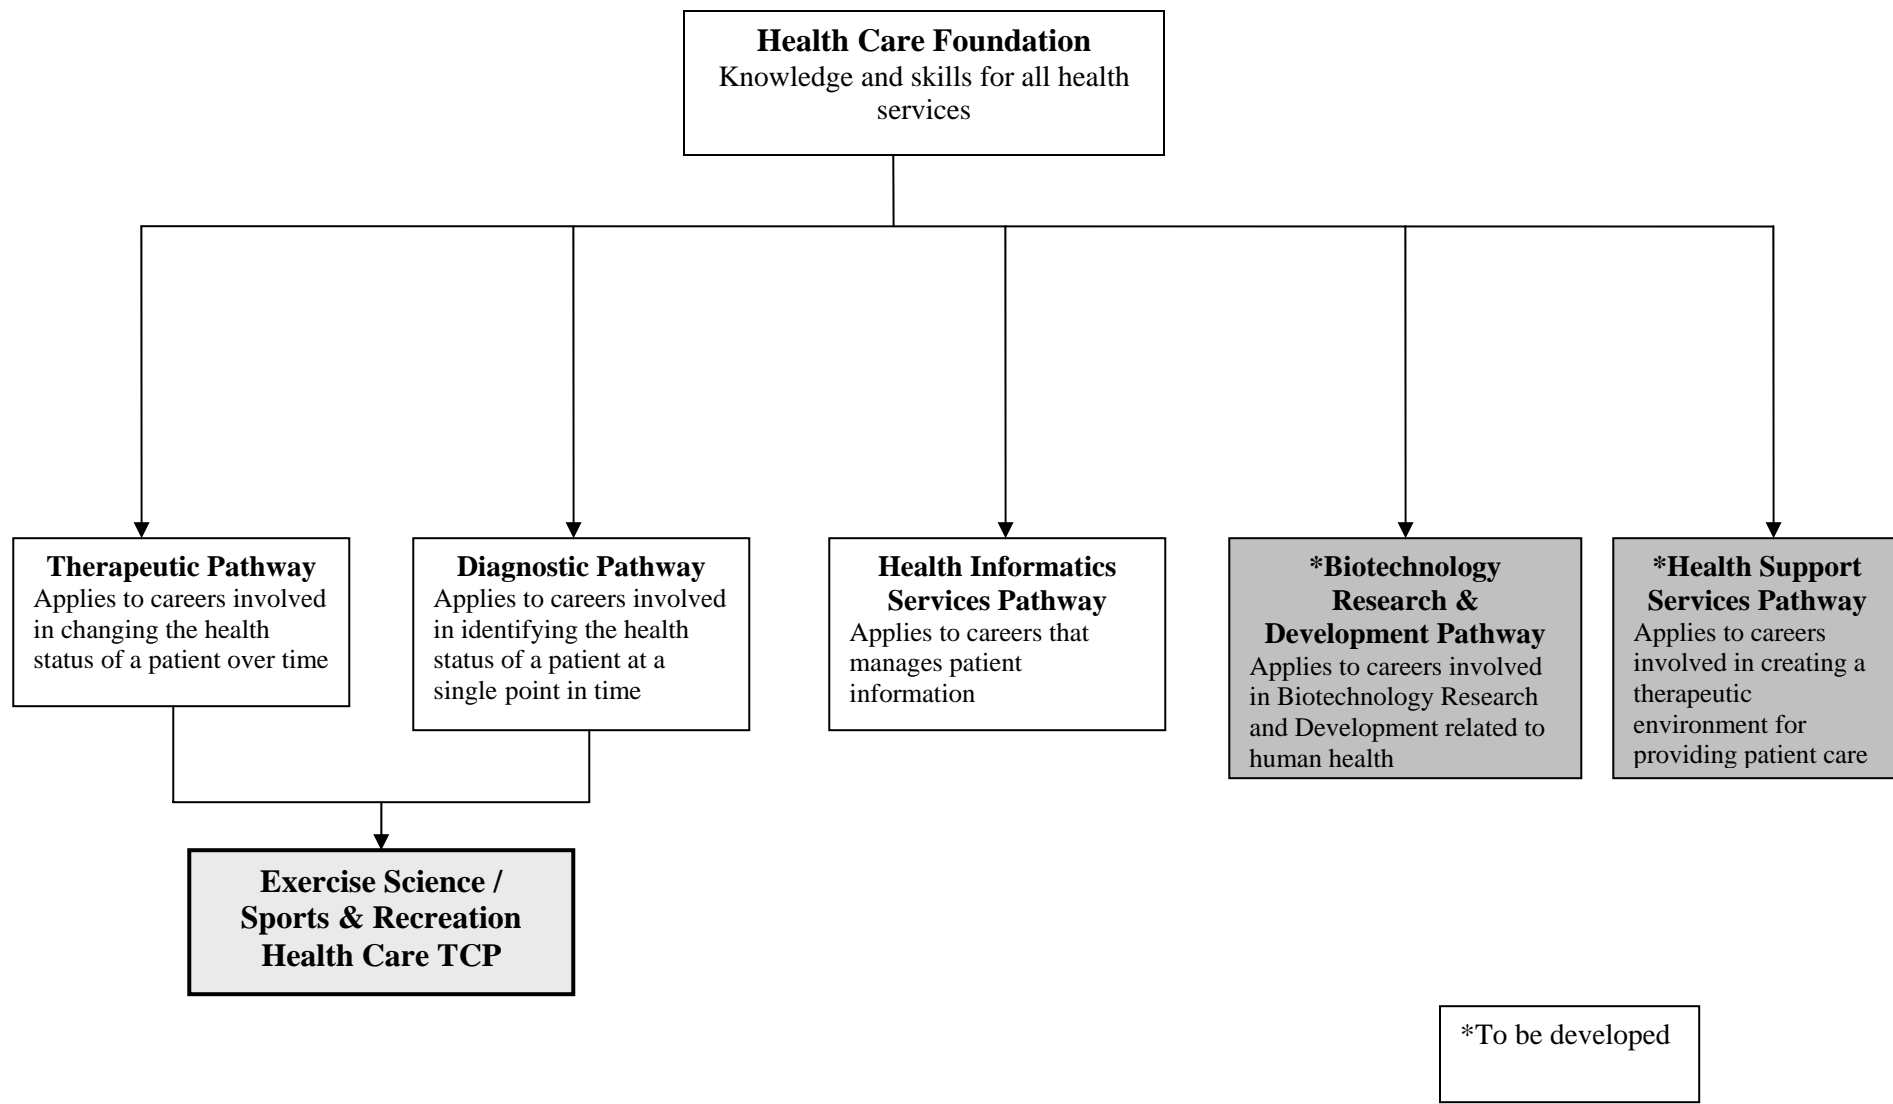 Health Care Foundation
Knowledge and skills for all health
services
Therapeutic Pathway
Applies to careers involved
in changing the health
status of a patient over time
Diagnostic Pathway
Applies to careers involved
in identifying the health
status of a patient at a
single point in time
Health Informatics
Services Pathway
Applies to careers that
manages patient
information
*Biotechnology
Research &
Development Pathway
Applies to careers involved
in Biotechnology Research
and Development related to
human health
*Health Support
Services Pathway
Applies to careers
involved in creating a
therapeutic
environment for
providing patient care
Exercise Science /
Sports & Recreation
Health Care TCP
*To be developed